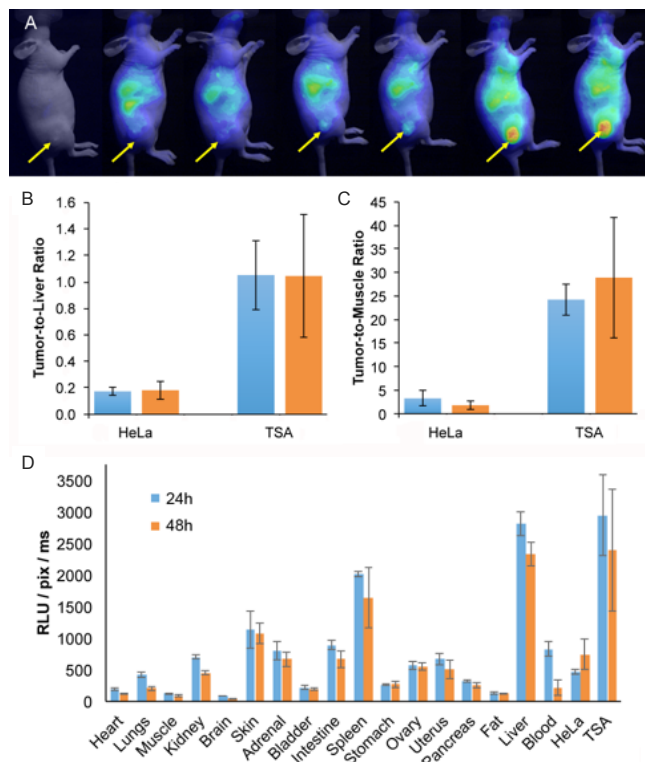 A
B
C
Tumor-to-Liver Ratio
1.6
1.4
1.2
1.0
0.8
0.6
0.4
0.2
0.0
HeLa
TSA
Tumor-to-Muscle Ratio
45
40
35
30
25
20
15
10
5
0
HeLa
TSA
D
RLU / pix / ms
3500
3000
2500
2000
1500
1000
500
0
24h
48h
Heart
Lungs
Muscle
Kidney
Brain
Skin
Adrenal
Bladder
Intestine
Spleen
Stomach
Ovary
Uterus
Pancreas
Fat
Liver
Blood
HeLa
TSA